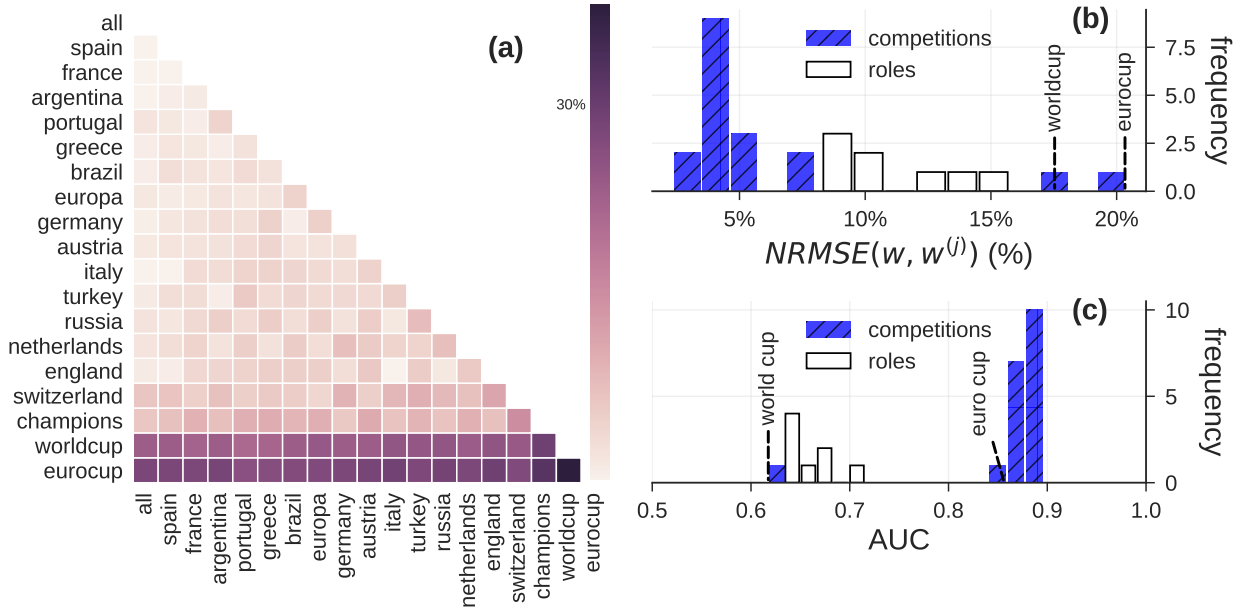 (a)
all
spain
france
argentina
portugal
greece
brazil
europa
germany
austria
italy
turkey
russia
netherlands
england
switzerland
champions
worldcup
eurocup
all
spain
france
argentina
portugal
greece
brazil
europa
germany
austria
italy
turkey
russia
netherlands
england
switzerland
champions
worldcup
eurocup
30%
(b)
competitions
roles
worldcup
eurocup
7.5
5.0
2.5
0.0
frequency
5%
10%
15%
20%
NRMSE(w, w^(j)) (%)
(c)
competitions
roles
world cup
euro cup
10
5
0
frequency
0.5
0.6
0.7
0.8
0.9
1.0
AUC